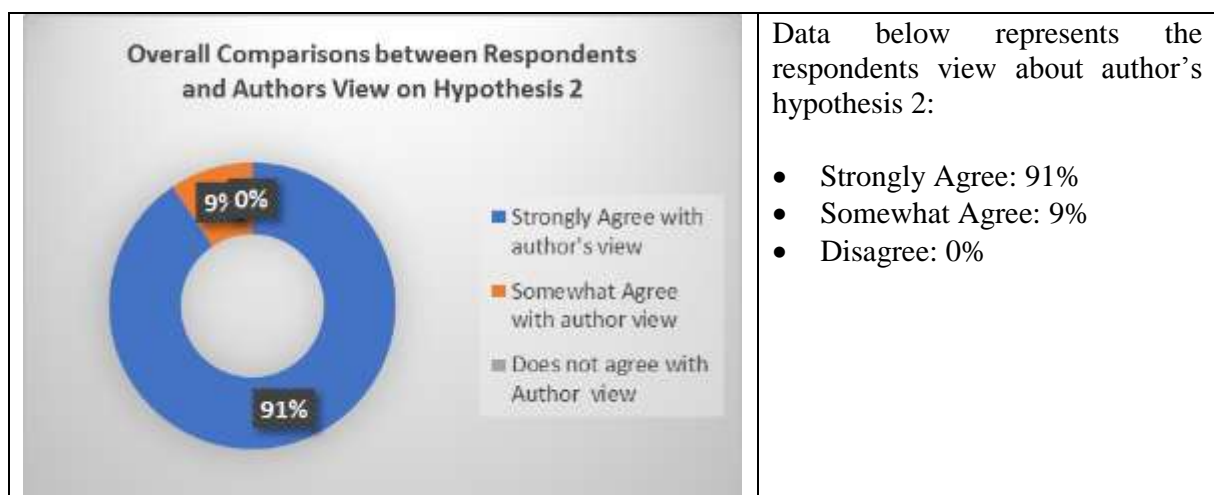 Overall Comparisons between Respondents
and Authors View on Hypothesis 2
9% 0%
91%
Strongly Agree with
author's view
Somewhat Agree
with author view
Does not agree with
Author view
Data below represents the
respondents view about author’s
hypothesis 2:
• Strongly Agree: 91%
• Somewhat Agree: 9%
• Disagree: 0%